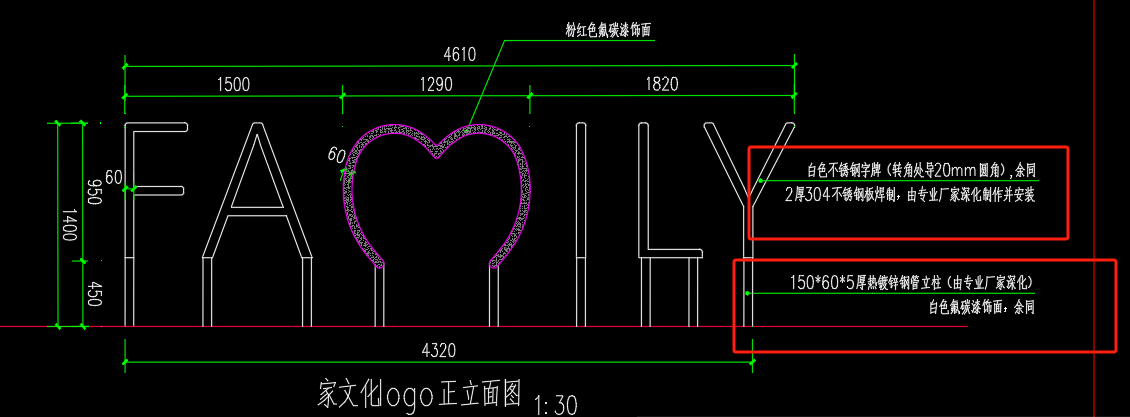 粉红色氟碳漆饰面
4610
1500
1290
1820
60
60
950
1400
450
白色不锈钢字牌（转角处导20mm圆角），余同
2厚304不锈钢板焊制，由专业厂家深化制作并安装
150*60*5厚热镀锌钢管立柱（由专业厂家深化）
白色氟碳漆饰面，余同
4320
家文化logo正立面图 1:30